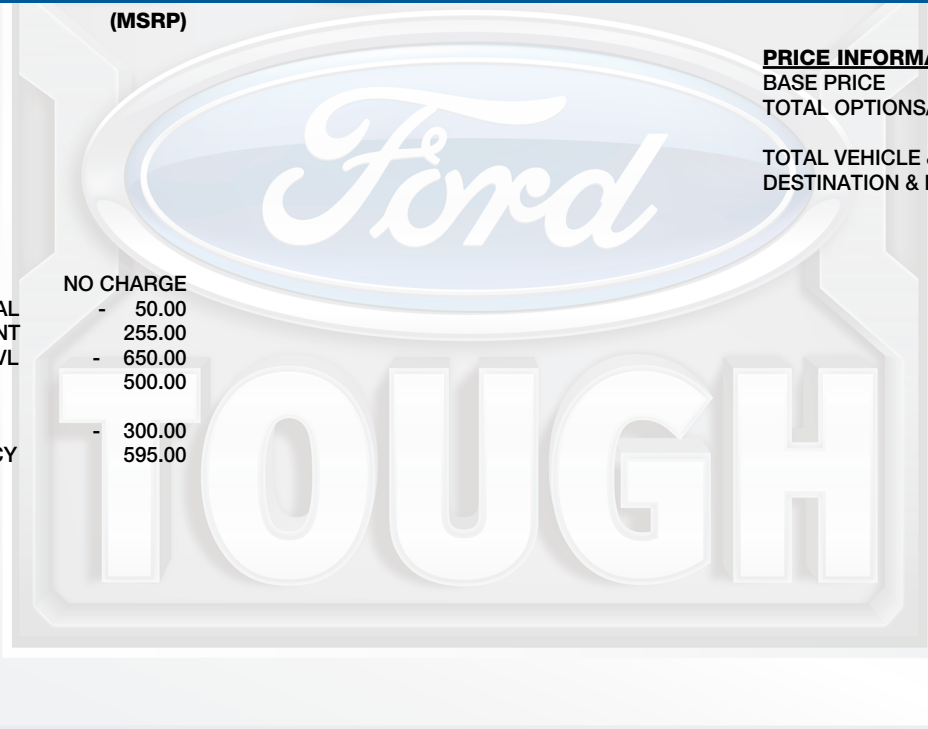 (MSRP)
NO CHARGE
AL - 50.00
NT 255.00
VL - 650.00
500.00
- 300.00
CY 595.00
PRICE INFORMA
BASE PRICE
TOTAL OPTIONS/
TOTAL VEHICLE &
DESTINATION &
Ford
TOUGH